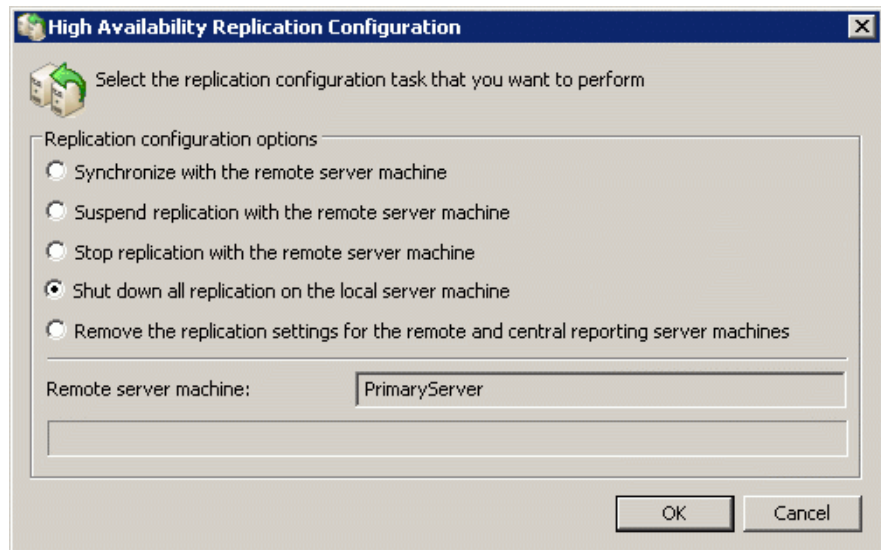 High Availability Replication Configuration
Select the replication configuration task that you want to perform
Replication configuration options
Synchronize with the remote server machine
Suspend replication with the remote server machine
Stop replication with the remote server machine
Shut down all replication on the local server machine
Remove the replication settings for the remote and central reporting server machines
Remote server machine: PrimaryServer
OK Cancel